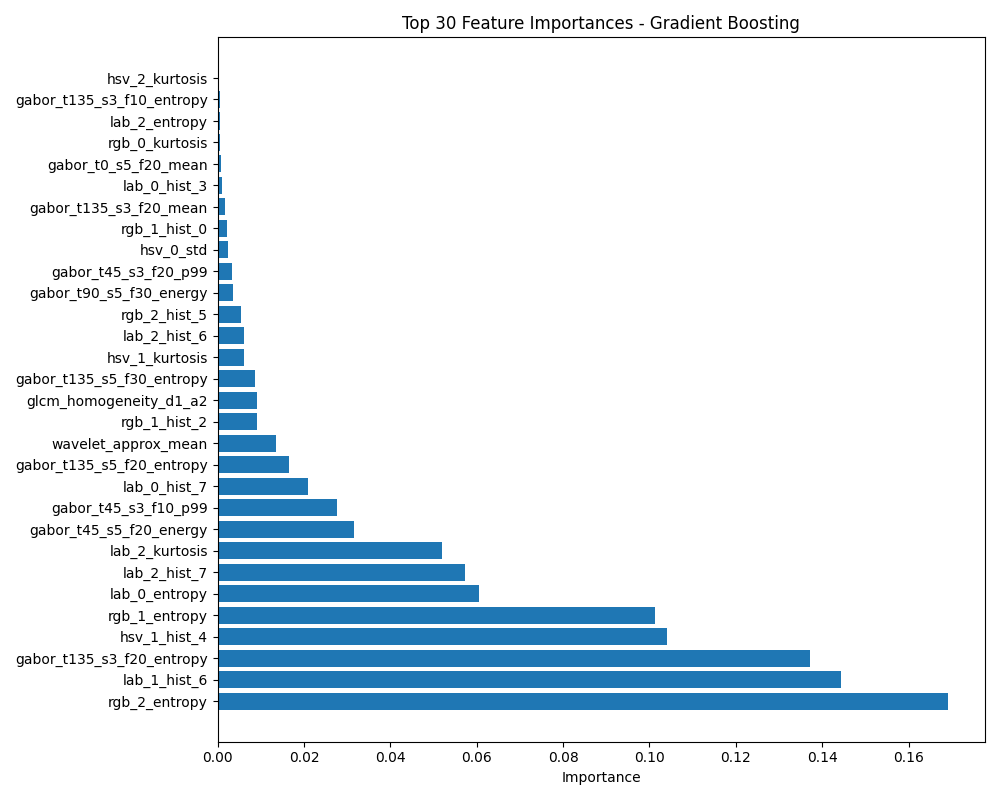 Top 30 Feature Importances - Gradient Boosting
hsv_2_kurtosis
gabor_t135_s3_f10_entropy
lab_2_entropy
rgb_0_kurtosis
gabor_t0_s5_f20_mean
lab_0_hist_3
gabor_t135_s3_f20_mean
rgb_1_hist_0
hsv_0_std
gabor_t45_s3_f20_p99
gabor_t90_s5_f30_energy
rgb_2_hist_5
lab_2_hist_6
hsv_1_kurtosis
gabor_t135_s5_f30_entropy
glcm_homogeneity_d1_a2
rgb_1_hist_2
wavelet_approx_mean
gabor_t135_s5_f20_entropy
lab_0_hist_7
gabor_t45_s3_f10_p99
gabor_t45_s5_f20_energy
lab_2_kurtosis
lab_2_hist_7
lab_0_entropy
rgb_1_entropy
hsv_1_hist_4
gabor_t135_s3_f20_entropy
lab_1_hist_6
rgb_2_entropy
0.00 0.02 0.04 0.06 0.08 0.10 0.12 0.14 0.16
Importance